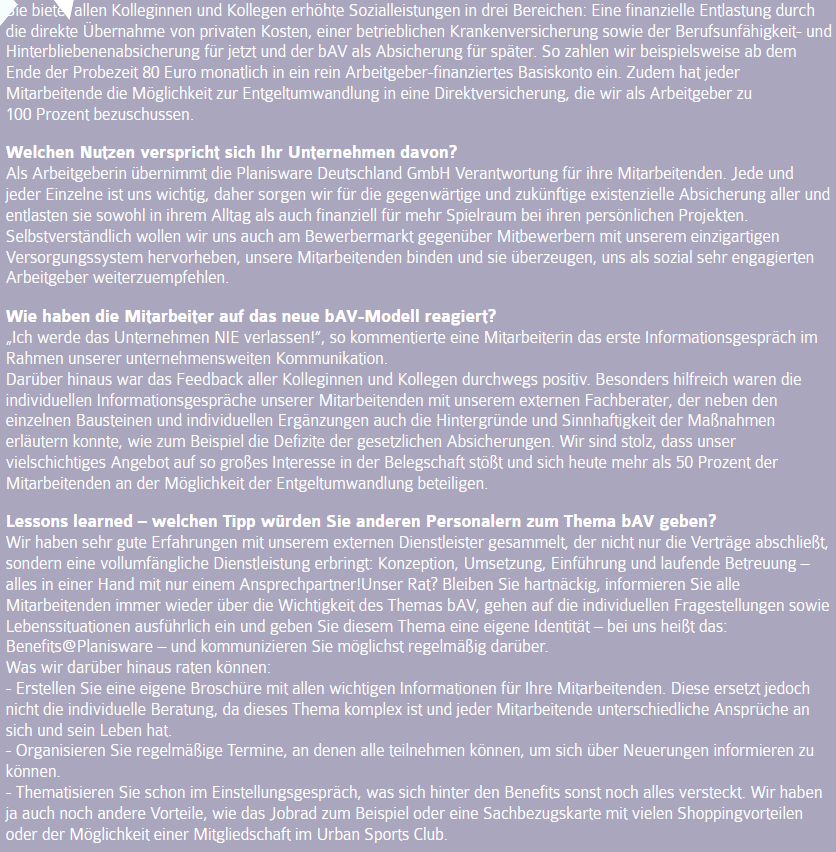 Sie bietet allen Kolleginnen und Kollegen erhöhte Sozialleistungen in drei Bereichen: Eine finanzielle Entlastung durch
die direkte Übernahme von privaten Kosten, einer betrieblichen Krankenversicherung sowie der Berufsunfähigkeit- und
Hinterbliebenenabsicherung für jetzt und der bAV als Absicherung für später. So zahlen wir beispielsweise ab dem
Ende der Probezeit 80 Euro monatlich in ein rein Arbeitgeber-finanziertes Basiskonto ein. Zudem hat jeder
Mitarbeitende die Möglichkeit zur Entgeltumwandlung in eine Direktversicherung, die wir als Arbeitgeber zu
100 Prozent bezuschussen.
Welchen Nutzen verspricht sich Ihr Unternehmen davon?
Als Arbeitgeberin übernimmt die Planisware Deutschland GmbH Verantwortung für ihre Mitarbeitenden. Jede und
jeder Einzelne ist uns wichtig, daher sorgen wir für die gegenwärtige und zukünftige existenzielle Absicherung aller und
entlasten sie sowohl in ihrem Alltag als auch finanziell für mehr Spielraum bei ihren persönlichen Projekten.
Selbstverständlich wollen wir uns auch am Bewerbermarkt gegenüber Mitbewerbern mit unserem einzigartigen
Versorgungssystem hervorheben, unsere Mitarbeitenden binden und sie überzeugen, uns als sozial sehr engagierten
Arbeitgeber weiterzuempfehlen.
Wie haben die Mitarbeiter auf das neue bAV-Modell reagiert?
„Ich werde das Unternehmen NIE verlassen!“, so kommentierte eine Mitarbeiterin das erste Informationsgespräch im
Rahmen unserer unternehmensweiten Kommunikation.
Darüber hinaus war das Feedback aller Kolleginnen und Kollegen durchwegs positiv. Besonders hilfreich waren die
individuellen Informationsgespräche unserer Mitarbeitenden mit unserem externen Fachberater, der neben den
einzelnen Bausteinen und individuellen Ergänzungen auch die Hintergründe und Sinnhaftigkeit der Maßnahmen
erläutern konnte, wie zum Beispiel die Defizite der gesetzlichen Absicherungen. Wir sind stolz, dass unser
vielschichtiges Angebot auf so großes Interesse in der Belegschaft stößt und sich heute mehr als 50 Prozent der
Mitarbeitenden an der Möglichkeit der Entgeltumwandlung beteiligen.
Lessons learned – welchen Tipp würden Sie anderen Personalern zum Thema bAV geben?
Wir haben sehr gute Erfahrungen mit unserem externen Dienstleister gesammelt, der nicht nur die Verträge abschließt,
sondern eine vollumfängliche Dienstleistung erbringt: Konzeption, Umsetzung, Einführung und laufende Betreuung –
alles in einer Hand mit nur einem Ansprechpartner!Unser Rat? Bleiben Sie hartnäckig, informieren Sie alle
Mitarbeitenden immer wieder über die Wichtigkeit des Themas bAV, gehen auf die individuellen Fragestellungen sowie
Lebenssituationen ausführlich ein und geben Sie diesem Thema eine eigene Identität – bei uns heißt das:
Benefits@Planisware – und kommunizieren Sie möglichst regelmäßig darüber.
Was wir darüber hinaus raten können:
- Erstellen Sie eine eigene Broschüre mit allen wichtigen Informationen für Ihre Mitarbeitenden. Diese ersetzt jedoch
nicht die individuelle Beratung, da dieses Thema komplex ist und jeder Mitarbeitende unterschiedliche Ansprüche an
sich und sein Leben hat.
- Organisieren Sie regelmäßige Termine, an denen alle teilnehmen können, um sich über Neuerungen informieren zu
können.
- Thematisieren Sie schon im Einstellungsgespräch, was sich hinter den Benefits sonst noch alles versteckt. Wir haben
ja auch noch andere Vorteile, wie das Jobrad zum Beispiel oder eine Sachbezugskarte mit vielen Shoppingvorteilen
oder der Möglichkeit einer Mitgliedschaft im Urban Sports Club.